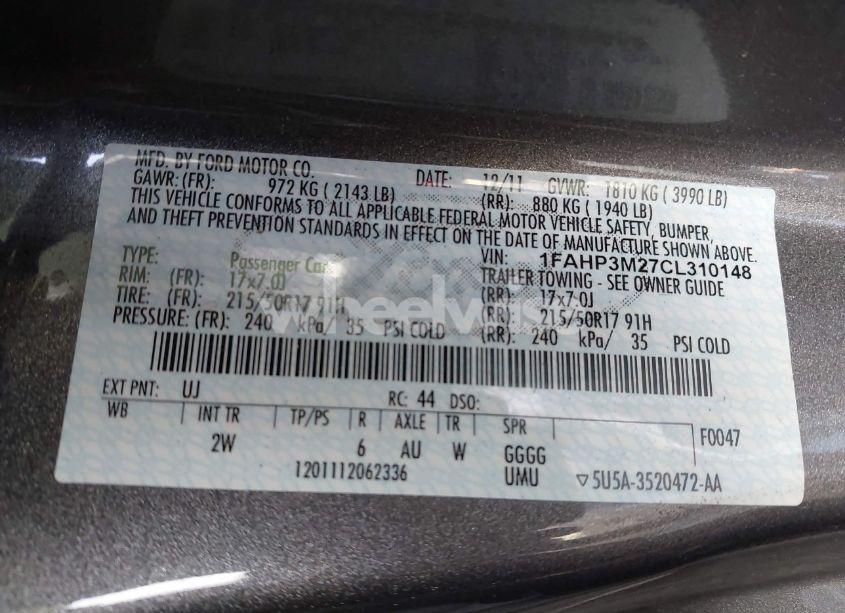 MFD. BY FORD MOTOR CO. DATE: 12/11 GVWR: 1810 KG ( 3990 LB)
GAWR: (FR): 972 KG ( 2143 LB) (RR): 880 KG ( 1940 LB)
THIS VEHICLE CONFORMS TO ALL APPLICABLE FEDERAL MOTOR VEHICLE SAFETY, BUMPER,
AND THEFT PREVENTION STANDARDS IN EFFECT ON THE DATE OF MANUFACTURE SHOWN ABOVE.
VIN: 1FAHP3M27CL310148
TYPE: Passenger Car TRAILER TOWING - SEE OWNER GUIDE
RIM: (FR): 17x7.0J (RR): 17x7.0J
TIRE: (FR): 215/50R17 91H (RR): 215/50R17 91H
PRESSURE: (FR): 240 kPa/ 35 PSI COLD (RR): 240 kPa/ 35 PSI COLD
EXT PNT: UJ RC: 44 DSO:
WB INT TR TP/PS R AXLE TR SPR F0047
2W 6 AU W GGGG
1201112062336 UMU ▽5U5A-3520472-AA